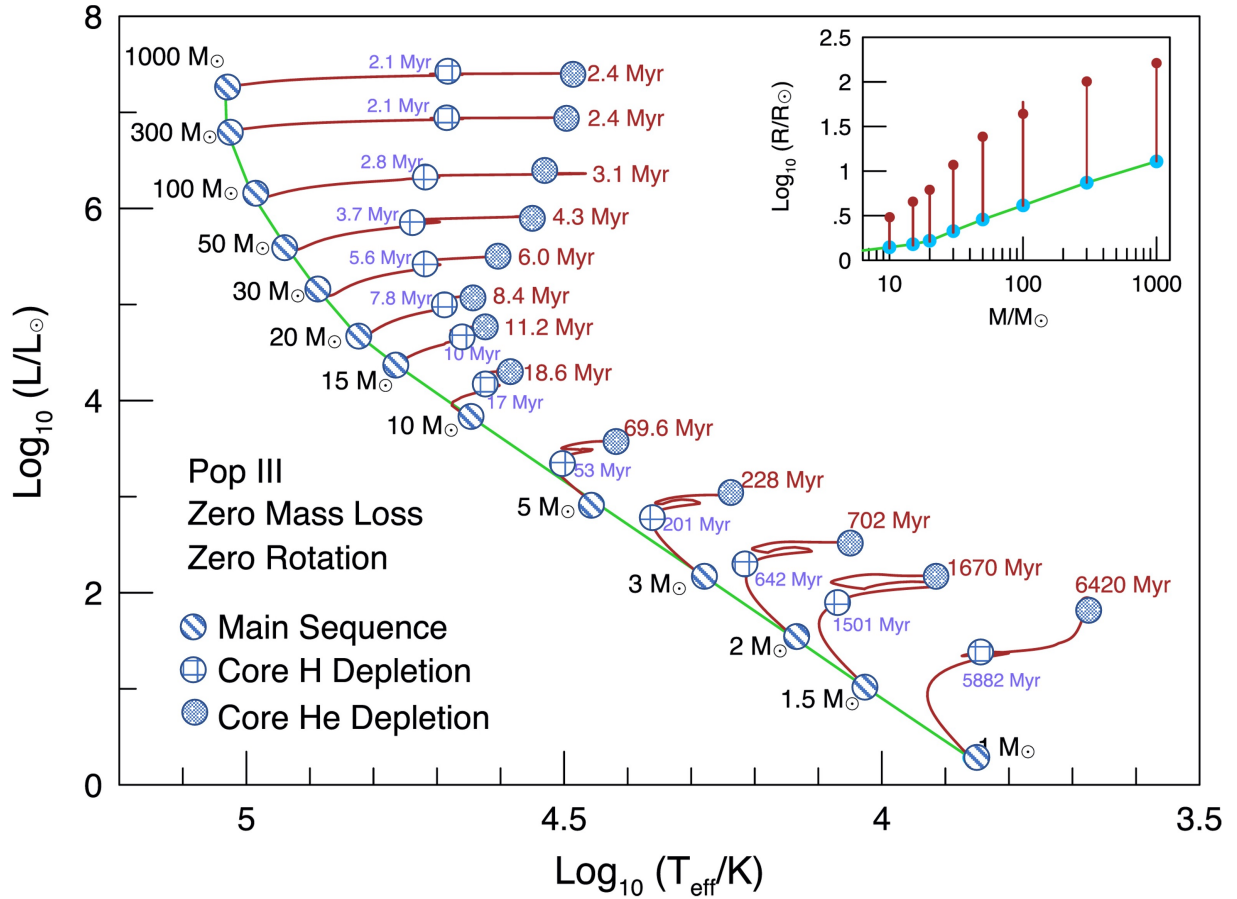 8
6
4
2
0
Log₁₀ (L/L☉)
5
4.5
4
3.5
Log₁₀ (Tₑff/K)
1000 M☉
2.1 Myr
2.4 Myr
300 M☉
2.1 Myr
2.4 Myr
100 M☉
2.8 Myr
3.1 Myr
50 M☉
3.7 Myr
4.3 Myr
30 M☉
5.6 Myr
6.0 Myr
20 M☉
7.8 Myr
8.4 Myr
15 M☉
10 Myr
11.2 Myr
10 M☉
17 Myr
18.6 Myr
5 M☉
53 Myr
69.6 Myr
3 M☉
201 Myr
228 Myr
2 M☉
642 Myr
702 Myr
1.5 M☉
1501 Myr
1670 Myr
1 M☉
5882 Myr
6420 Myr
Pop III
Zero Mass Loss
Zero Rotation
Main Sequence
Core H Depletion
Core He Depletion
2.5
2
1.5
1
.5
0
Log₁₀ (R/R☉)
10
100
1000
M/M☉